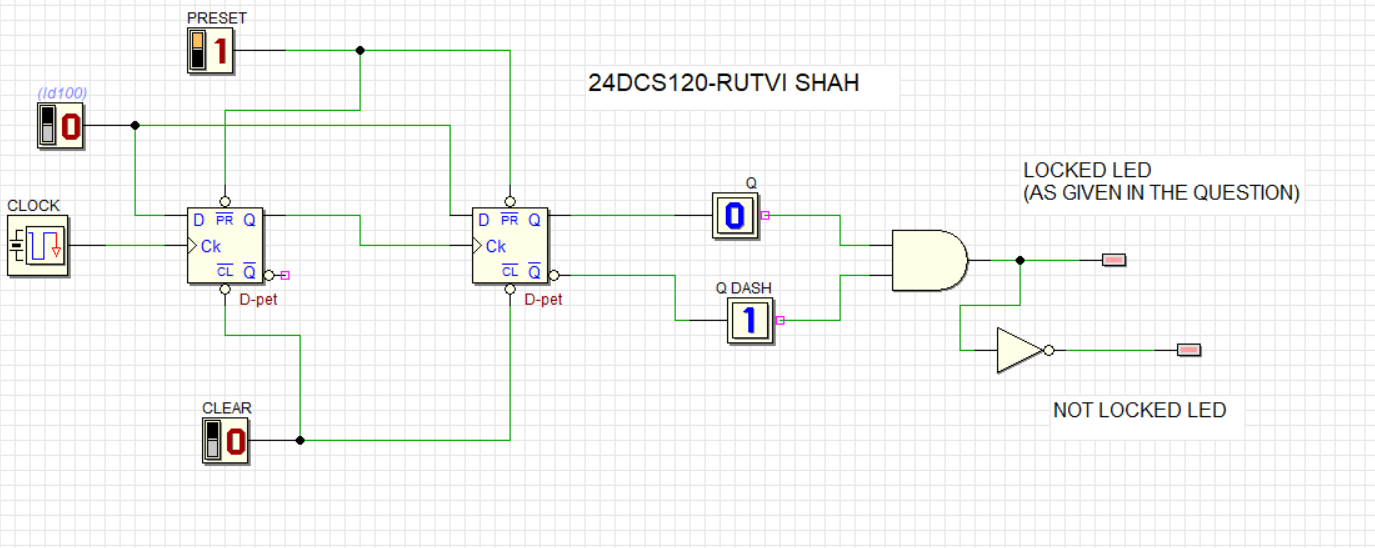 PRESET
1
24DCS120-RUTVI SHAH
(Id100)
0
LOCKED LED
(AS GIVEN IN THE QUESTION)
CLOCK
D PR Q
Ck
CL Q
D-pet
D PR Q
Ck
CL Q
D-pet
Q
0
Q DASH
1
CLEAR
0
NOT LOCKED LED